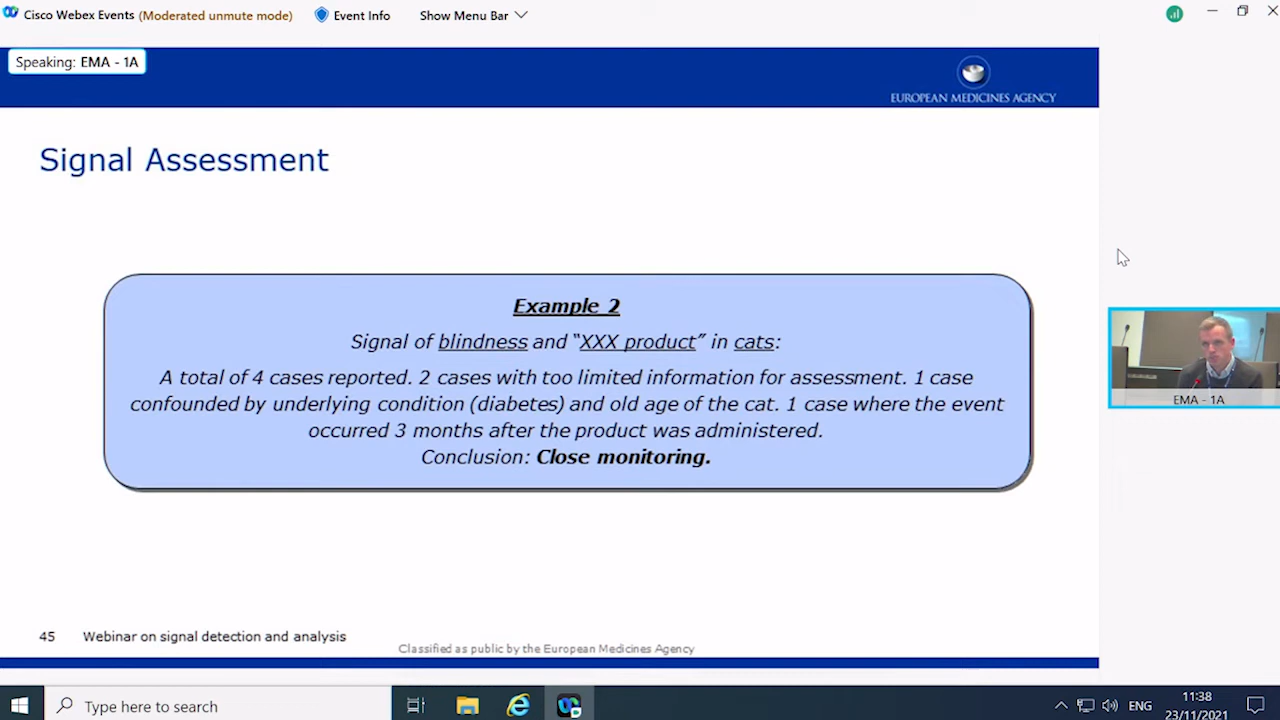 Cisco Webex Events (Moderated unmute mode) Event Info Show Menu Bar
Speaking: EMA - 1A
EUROPEAN MEDICINES AGENCY
Signal Assessment
Example 2
Signal of blindness and “XXX product” in cats:
A total of 4 cases reported. 2 cases with too limited information for assessment. 1 case
confounded by underlying condition (diabetes) and old age of the cat. 1 case where the event
occurred 3 months after the product was administered.
Conclusion: Close monitoring.
EMA - 1A
45 Webinar on signal detection and analysis
Classified as public by the European Medicines Agency
Type here to search
ENG
11:38
23/11/2021